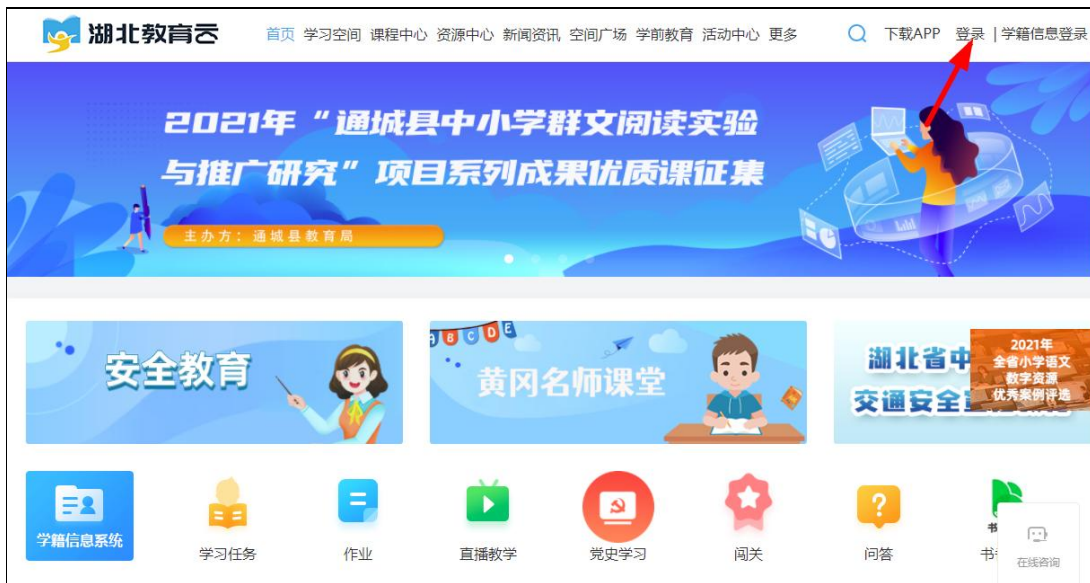 湖北教育云
首页 学习空间 课程中心 资源中心 新闻资讯 空间广场 学前教育 活动中心 更多
下载APP 登录 | 学籍信息登录
2021年“通城县中小学群文阅读实验
与推广研究”项目系列成果优质课征集
主办方：通城县教育局
安全教育
A B C D E
黄冈名师课堂
湖北省中
交通安全
2021年
全省小学语文
数字资源
优秀案例评选
学籍信息系统
学习任务
作业
直播教学
党史学习
闯关
问答
书
在线咨询